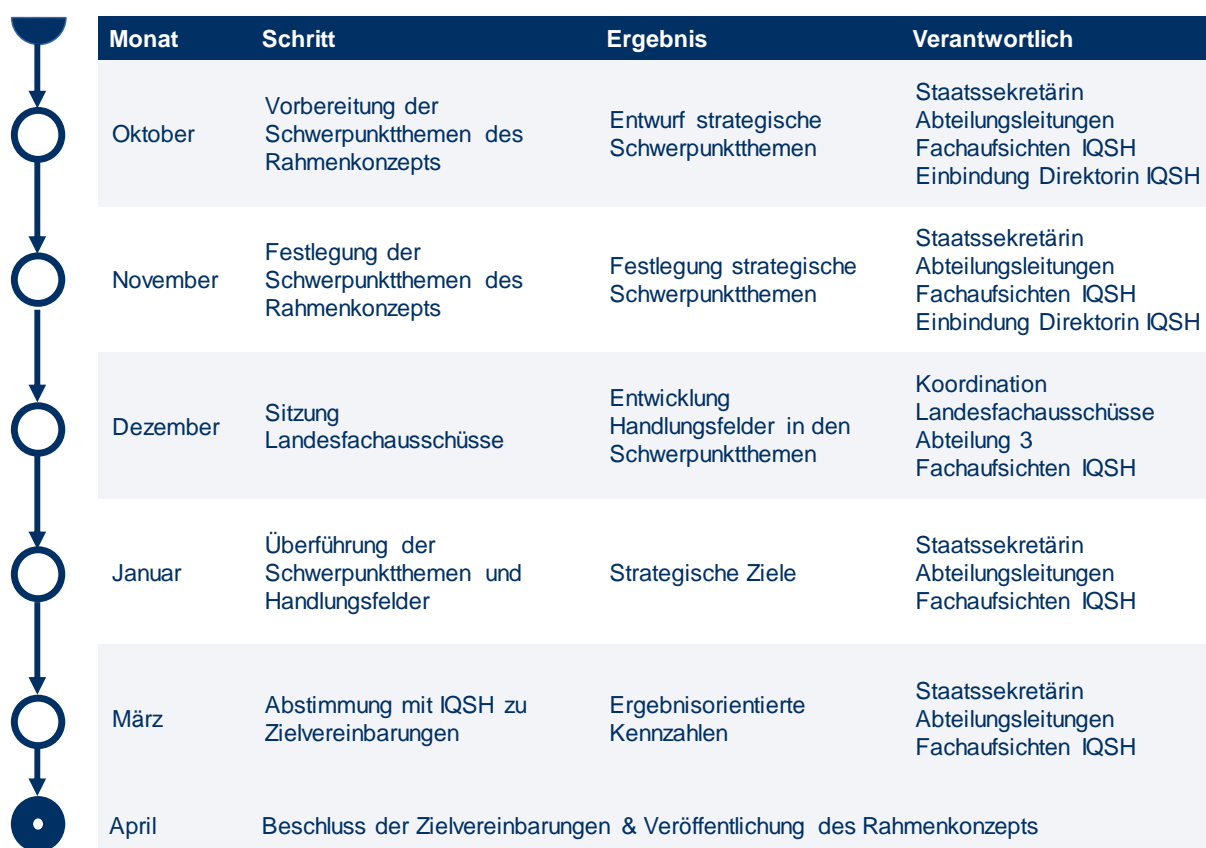 Monat Schritt Ergebnis Verantwortlich
Oktober
Vorbereitung der
Schwerpunktthemen des
Rahmenkonzepts
Entwurf strategische
Schwerpunktthemen
Staatssekretärin
Abteilungsleitungen
Fachaufsichten IQSH
Einbindung Direktorin IQSH
November
Festlegung der
Schwerpunktthemen des
Rahmenkonzepts
Festlegung strategische
Schwerpunktthemen
Staatssekretärin
Abteilungsleitungen
Fachaufsichten IQSH
Einbindung Direktorin IQSH
Dezember
Sitzung
Landesfachausschüsse
Entwicklung
Handlungsfelder in den
Schwerpunktthemen
Koordination
Landesfachausschüsse
Abteilung 3
Fachaufsichten IQSH
Januar
Überführung der
Schwerpunktthemen und
Handlungsfelder
Strategische Ziele
Staatssekretärin
Abteilungsleitungen
Fachaufsichten IQSH
März
Abstimmung mit IQSH zu
Zielvereinbarungen
Ergebnisorientierte
Kennzahlen
Staatssekretärin
Abteilungsleitungen
Fachaufsichten IQSH
April
Beschluss der Zielvereinbarungen & Veröffentlichung des Rahmenkonzepts